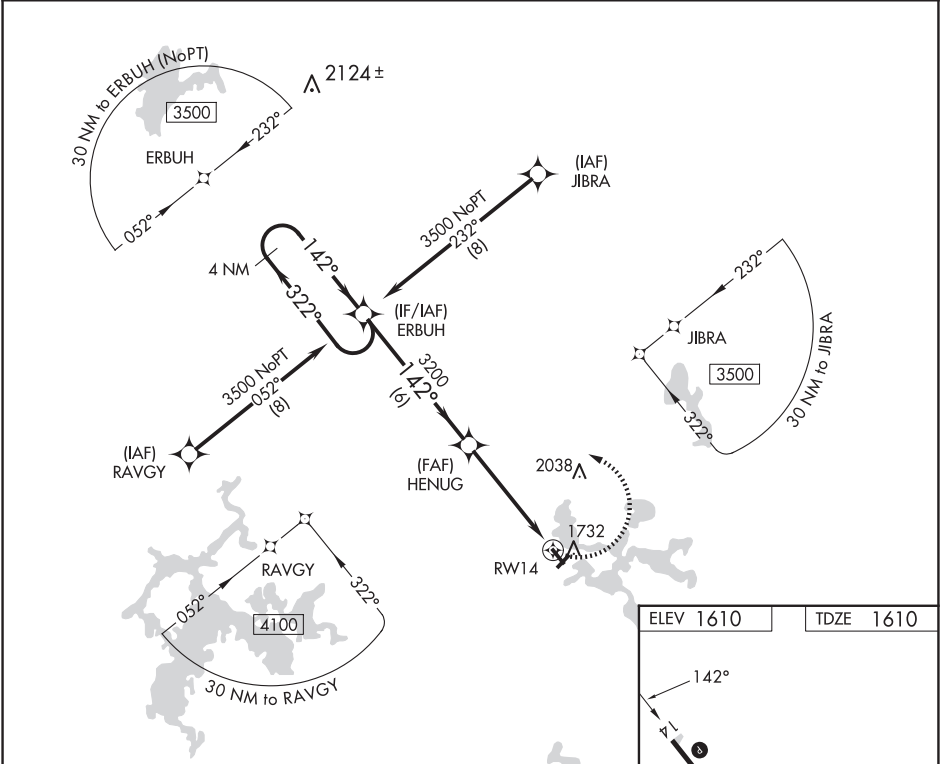 30 NM to ERBUH (NoPT)
2124 ±
3500
232°
ERBUH
052°
(IAF)
JIBRA
3500 NoPT
232°
(8)
4 NM
142°
322°
(IF/IAF)
ERBUH
232°
JIBRA
3500
322°
30 NM to JIBRA
3500 NoPT
052°
(8)
3200
142°
(6)
(IAF)
RAVGY
(FAF)
HENUG
2038
1732
RW14
RAVGY
052°
322°
4100
30 NM to RAVGY
ELEV 1610
TDZE 1610
142°
14
P